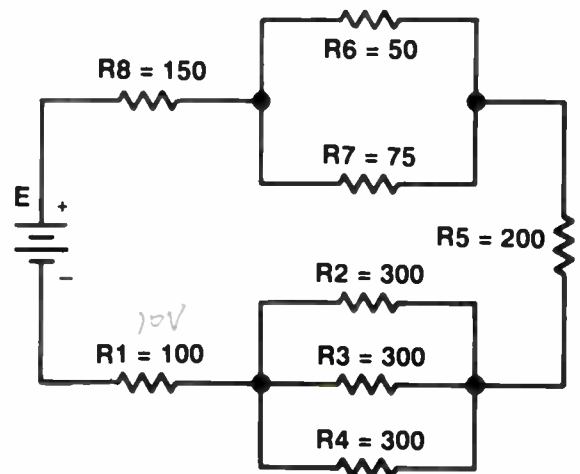 R6 = 50
R8 = 150
R7 = 75
E +
R5 = 200
−
R2 = 300
10V
R1 = 100
R3 = 300
R4 = 300